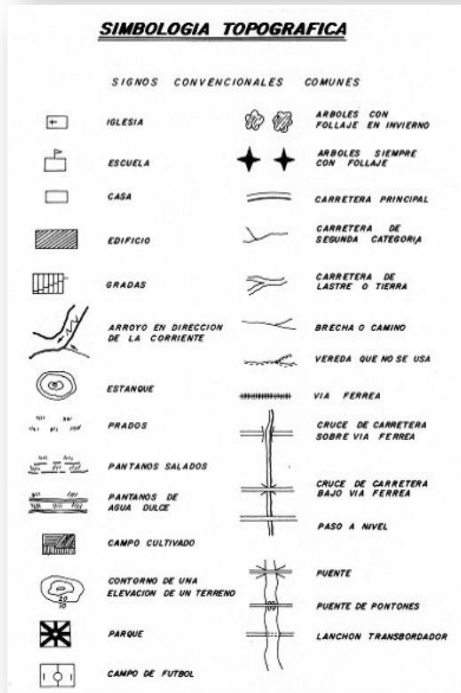 SIMBOLOGIA TOPOGRAFICA
SIGNOS CONVENCIONALES COMUNES
IGLESIA
ESCUELA
CASA
EDIFICIO
GRADAS
ARROYO EN DIRECCION
DE LA CORRIENTE
ESTANQUE
PRADOS
PANTANOS SALADOS
PANTANOS DE
AGUA DULCE
CAMPO CULTIVADO
CONTORNO DE UNA
ELEVACION DE UN TERRENO
20
10
PARQUE
CAMPO DE FUTBOL
ARBOLES CON
FOLLAJE EN INVIERNO
ARBOLES SIEMPRE
CON FOLLAJE
CARRETERA PRINCIPAL
CARRETERA DE
SEGUNDA CATEGORIA
CARRETERA DE
LASTRE O TIERRA
BRECHA O CAMINO
VEREDA QUE NO SE USA
VIA FERREA
CRUCE DE CARRETERA
SOBRE VIA FERREA
CRUCE DE CARRETERA
BAJO VIA FERREA
PASO A NIVEL
PUENTE
PUENTE DE PONTONES
LANCHON TRANSBORDADOR